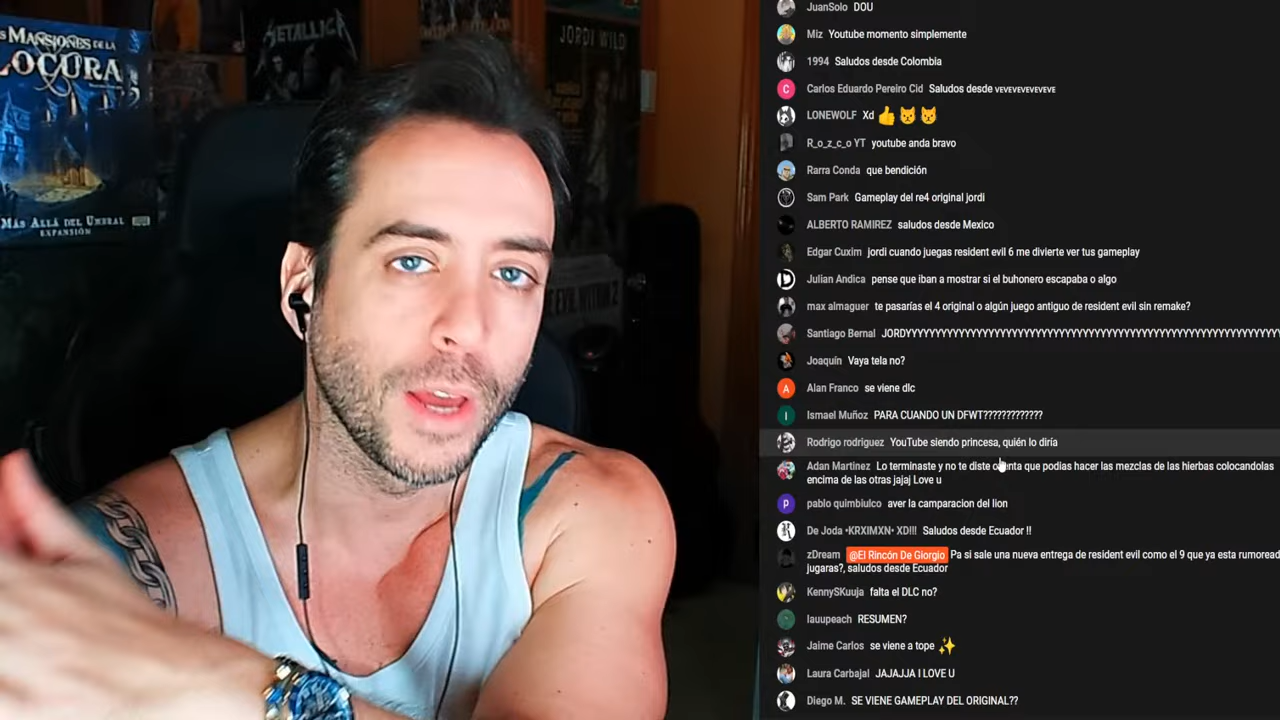 S MANSIONES DE LA
LOCURA
MÁS ALLÁ DEL UMBRAL
EXPANSIÓN
METALLICA
JORDI WILD
EVIL WITHIN 2
JuanSolo DOU
Miz Youtube momento simplemente
1994 Saludos desde Colombia
Carlos Eduardo Pereiro Cid Saludos desde ᴠᴇᴠᴇᴠᴇᴠᴇᴠᴇᴠᴇ
LONEWOLF Xd 👍😼😼
R_o_z_c_o YT youtube anda bravo
Rarra Conda que bendición
Sam Park Gameplay del re4 original jordi
ALBERTO RAMIREZ saludos desde Mexico
Edgar Cuxim jordi cuando juegas resident evil 6 me divierte ver tus gameplay
Julian Andica pense que iban a mostrar si el buhonero escapaba o algo
max almaguer te pasarías el 4 original o algún juego antiguo de resident evil sin remake?
Santiago Bernal JORDYYYYYYYYYYYYYYYYYYYYYYYYYYYYYYYYYYYYYYYYYYYYYYYYYYYYYY
Joaquín Vaya tela no?
Alan Franco se viene dlc
Ismael Muñoz PARA CUANDO UN DFWT????????????
Rodrigo rodriguez YouTube siendo princesa, quién lo diría
Adan Martinez Lo terminaste y no te diste cuenta que podias hacer las mezclas de las hierbas colocandolas
encima de las otras jajaj Love u
pablo quimbiulco aver la camparacion del lion
De Joda •KRXIMXN• XD!!! Saludos desde Ecuador !!
zDream @El Rincón De Giorgio Pa si sale una nueva entrega de resident evil como el 9 que ya esta rumoread
jugaras?, saludos desde Ecuador
KennySKuuja falta el DLC no?
lauupeach RESUMEN?
Jaime Carlos se viene a tope ✨
Laura Carbajal JAJAJJA I LOVE U
Diego M. SE VIENE GAMEPLAY DEL ORIGINAL??